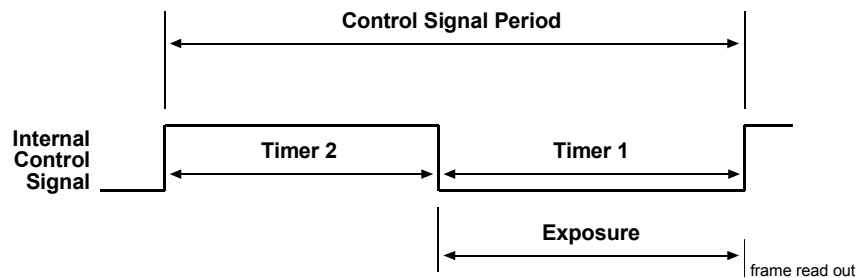 Control Signal Period
Internal
Control
Signal
Timer 2
Timer 1
Exposure
frame read out